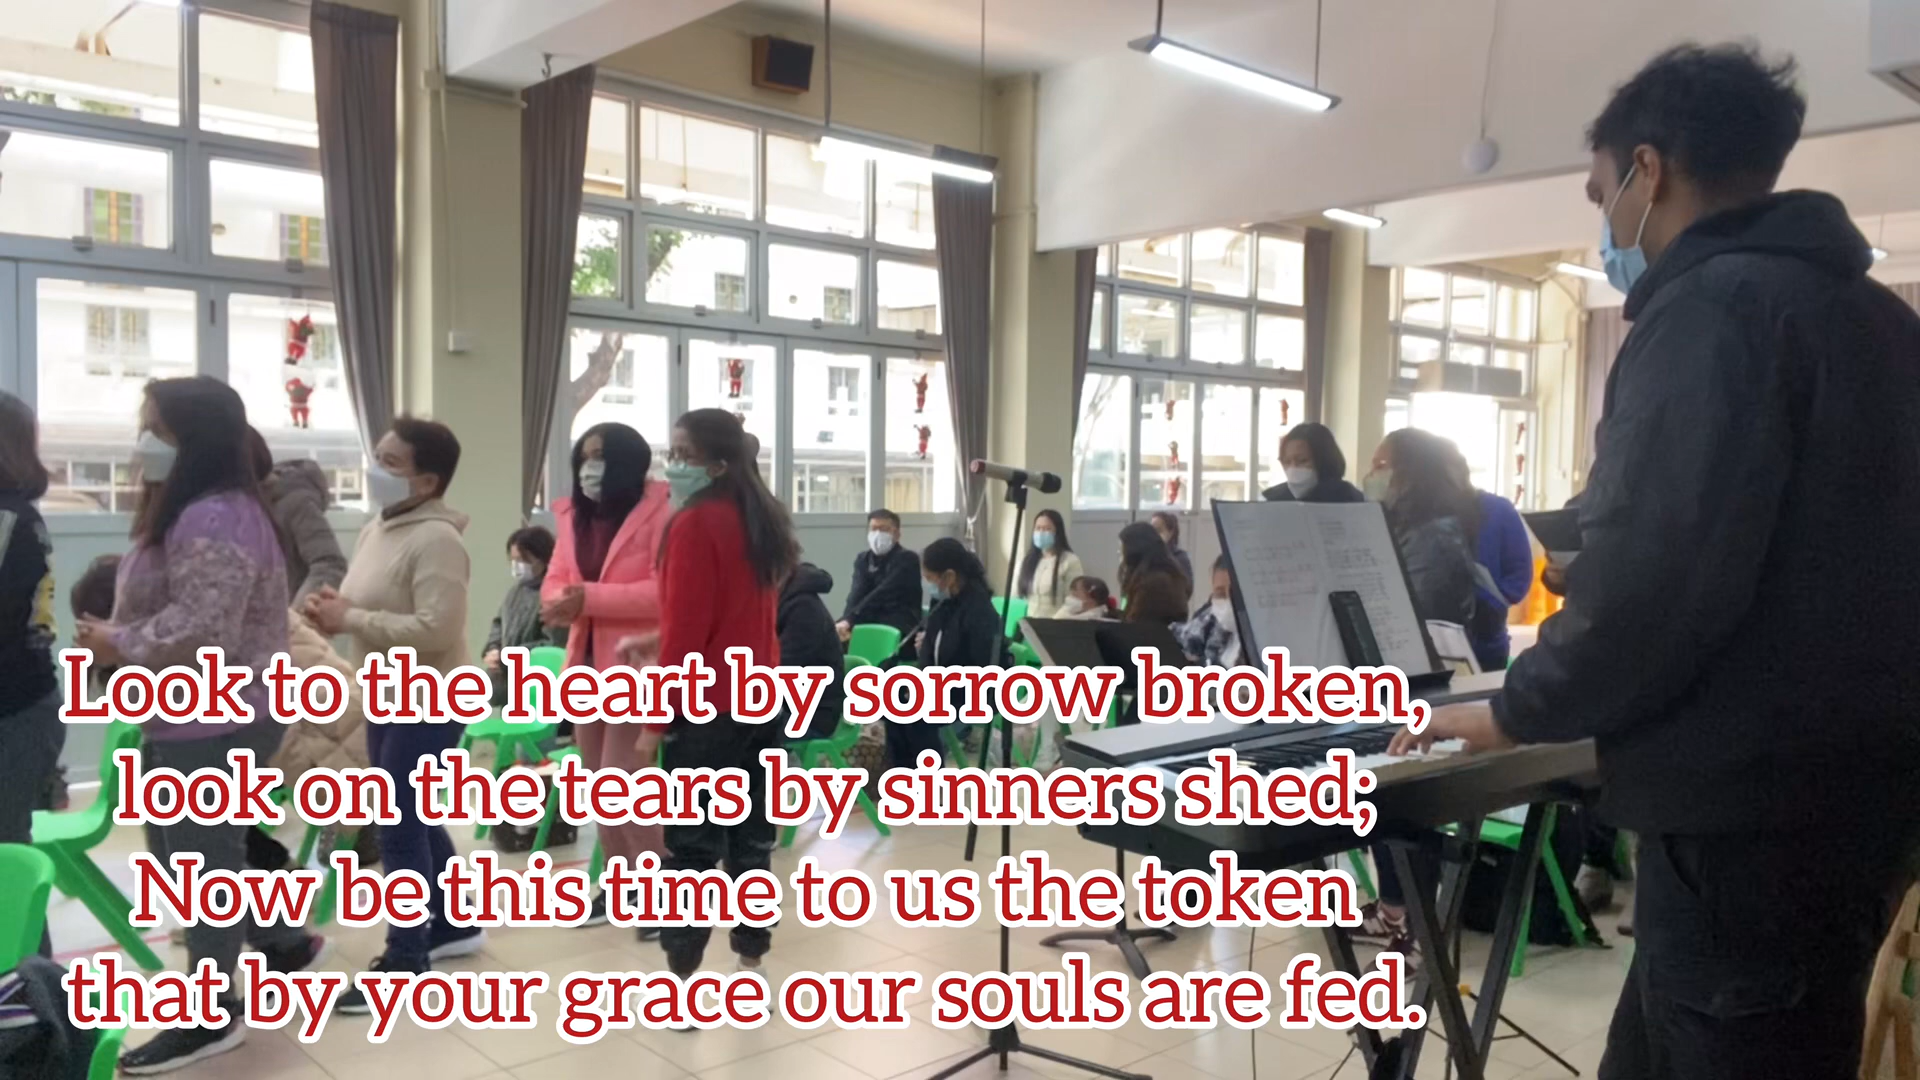 Look to the heart by sorrow broken,
look on the tears by sinners shed;
Now be this time to us the token
that by your grace our souls are fed.